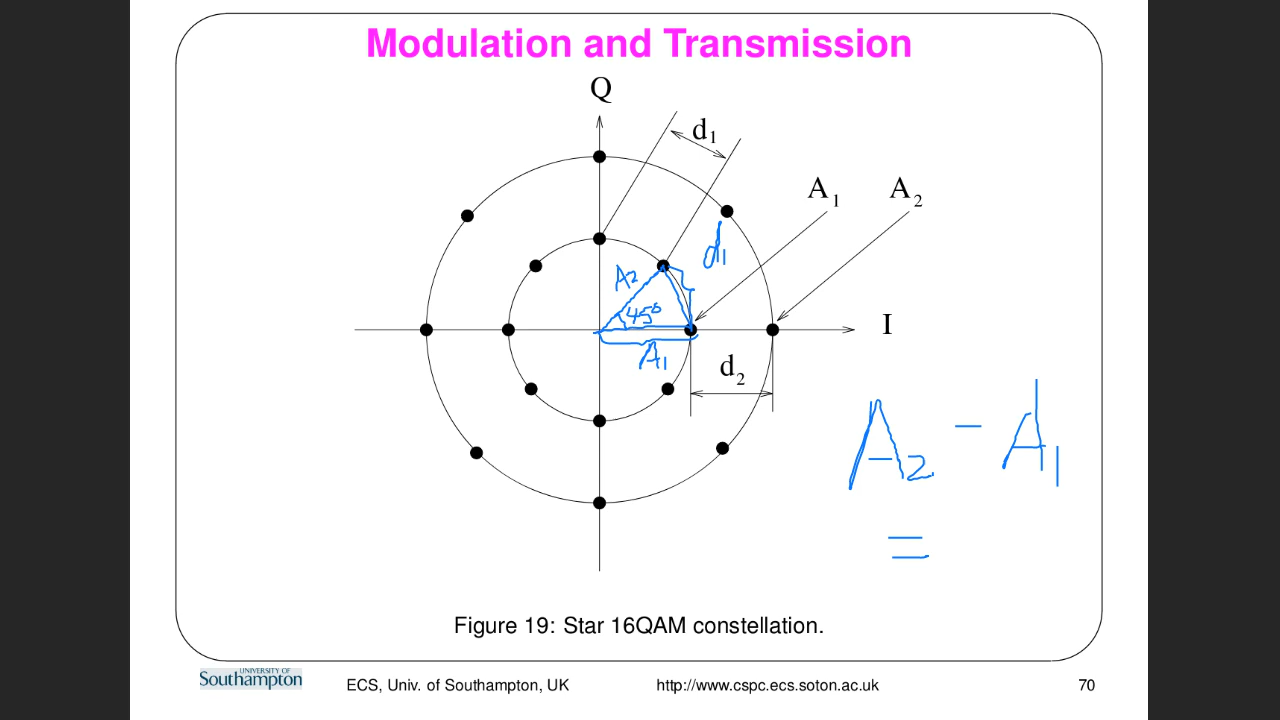 Modulation and Transmission
Q
d1
A1 A2
d1
A2
45°
I
A1
d2
A2 - A1
=
Figure 19: Star 16QAM constellation.
UNIVERSITY OF
Southampton
ECS, Univ. of Southampton, UK http://www.cspc.ecs.soton.ac.uk 70